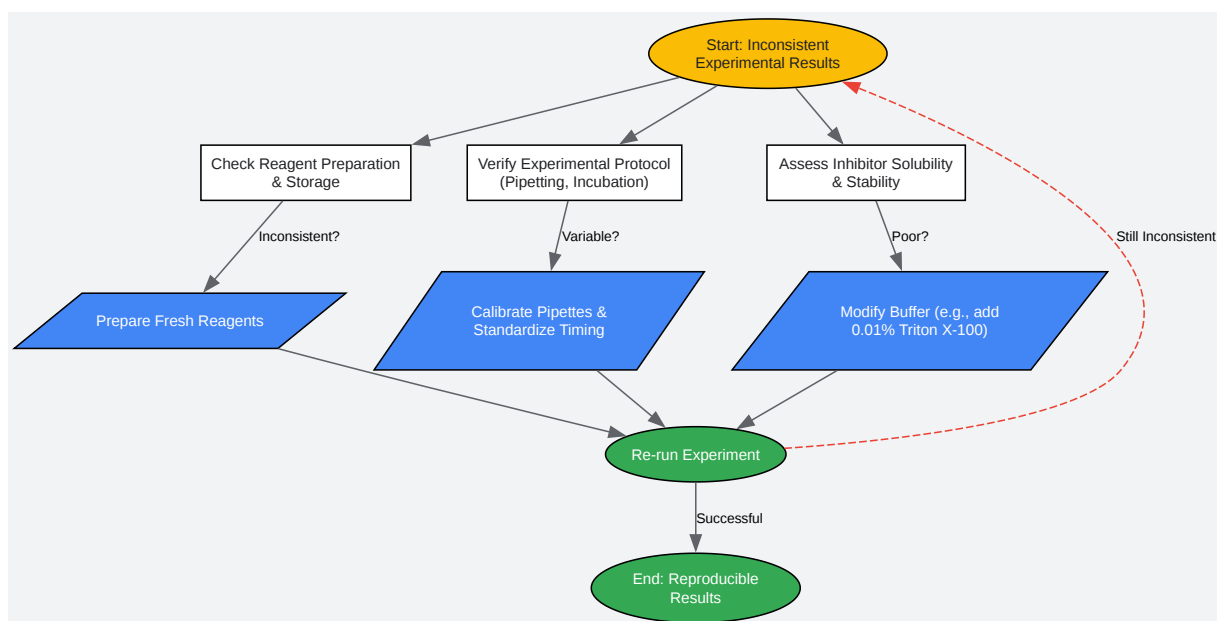 Start: Inconsistent
Experimental Results
Check Reagent Preparation
& Storage
Verify Experimental Protocol
(Pipetting, Incubation)
Assess Inhibitor Solubility
& Stability
Inconsistent?
Variable?
Poor?
Still Inconsistent
Prepare Fresh Reagents
Calibrate Pipettes &
Standardize Timing
Modify Buffer (e.g., add
0.01% Triton X-100)
Re-run Experiment
Successful
End: Reproducible
Results